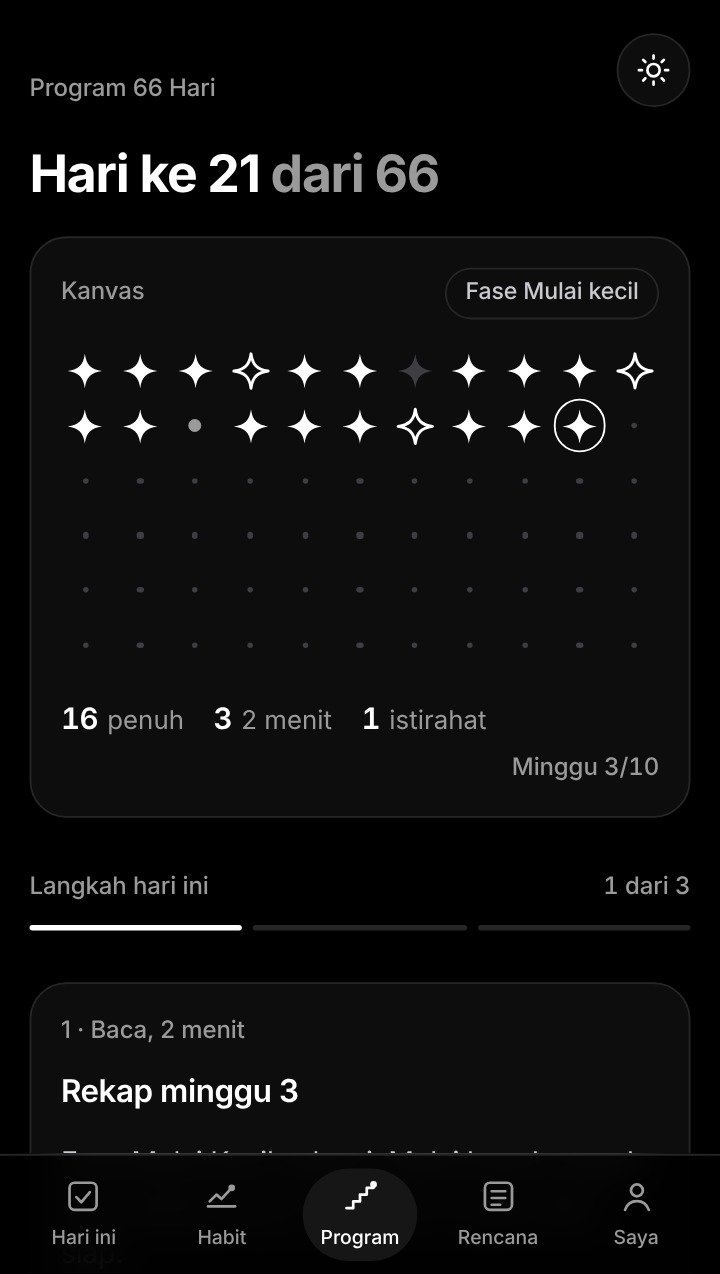 Program 66 Hari
Hari ke 21 dari 66
Kanvas
Fase Mulai kecil
16 penuh 3 2 menit 1 istirahat
Minggu 3/10
Langkah hari ini
1 dari 3
1 · Baca, 2 menit
Rekap minggu 3
Hari ini
Habit
Program
Rencana
Saya
siap.